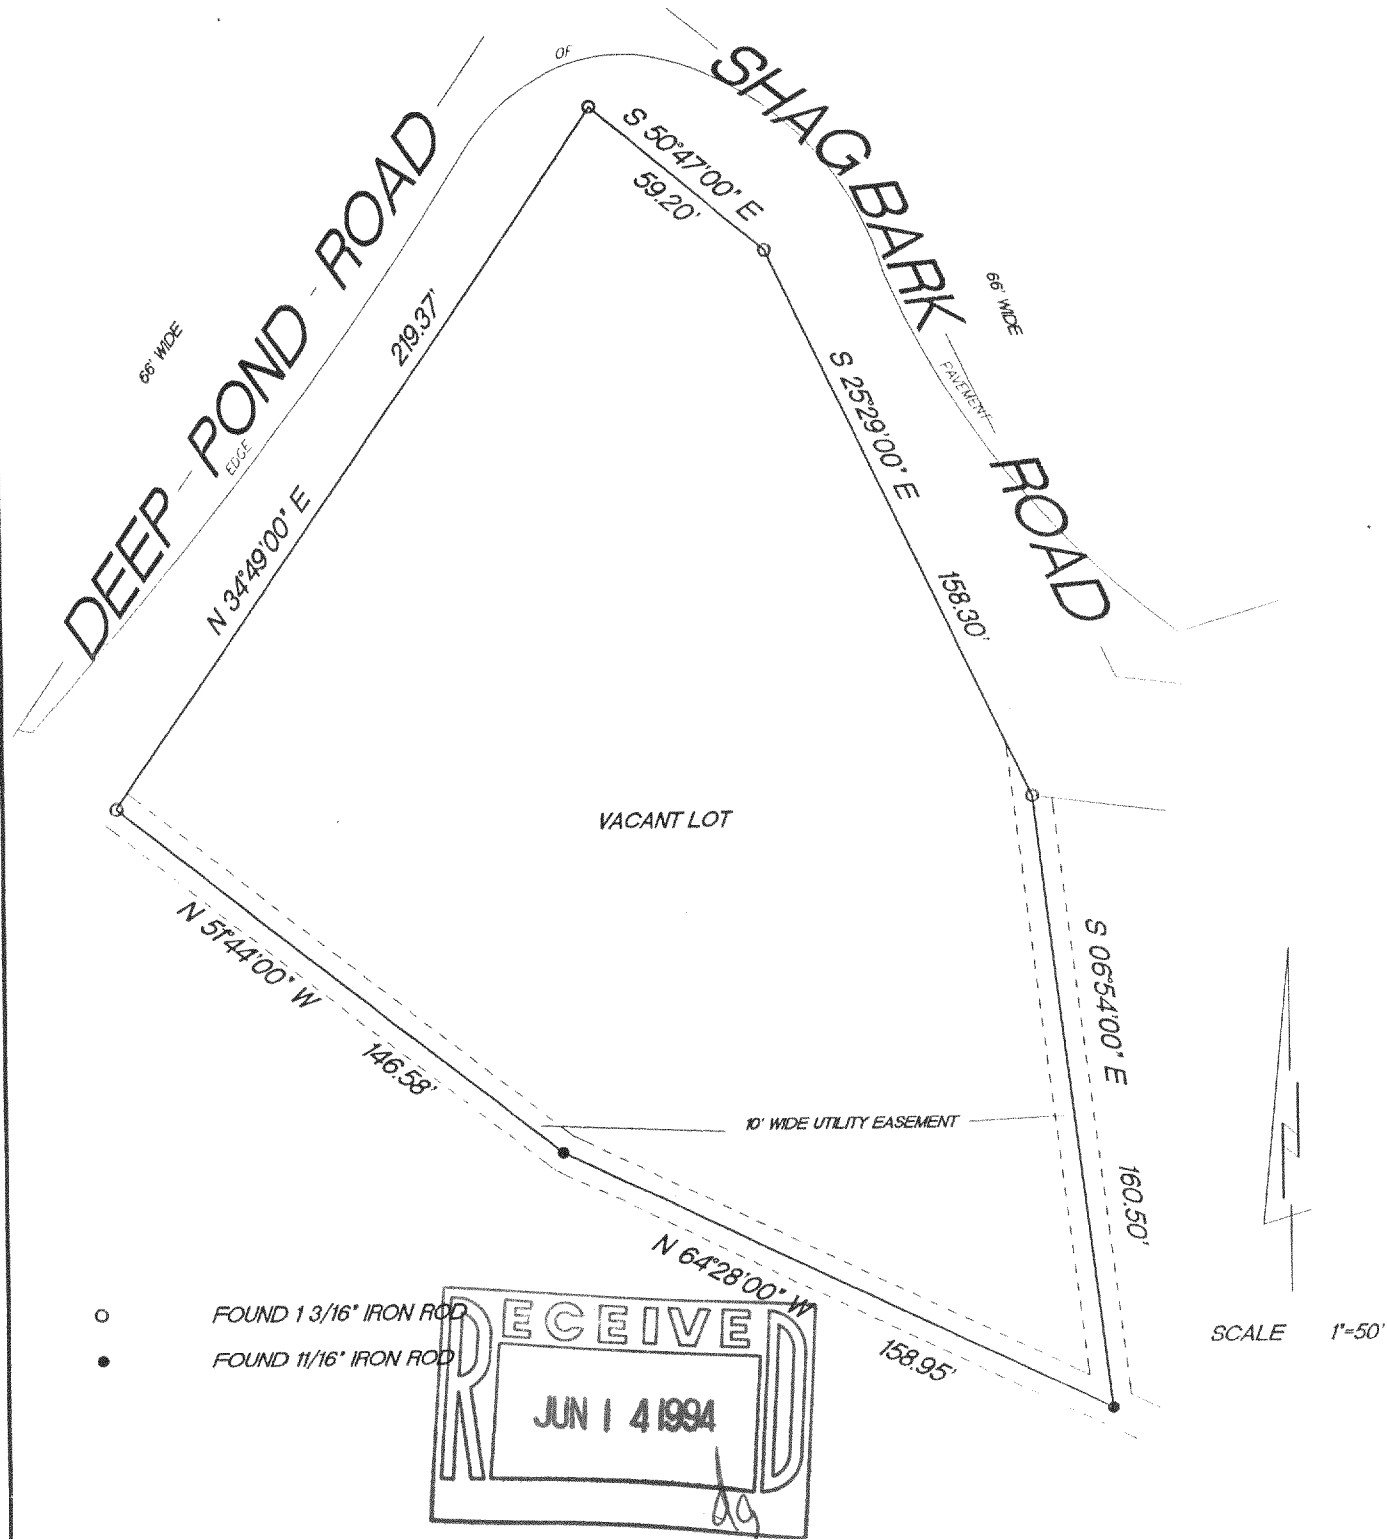 OF
SHAG BARK ROAD
DEEP POND ROAD
S 50°47'00" E
59.20'
66' WIDE
66' WIDE
219.37'
S 25°29'00" E
PAVEMENT
EDGE
N 34°49'00" E
158.30'
VACANT LOT
N 51°44'00" W
S 06°54'00" E
146.58'
10' WIDE UTILITY EASEMENT
160.50'
N 64°28'00" W
158.95'
FOUND 1 3/16" IRON ROD
FOUND 11/16" IRON ROD
SCALE 1"=50'
RECEIVED
JUN 14 1994